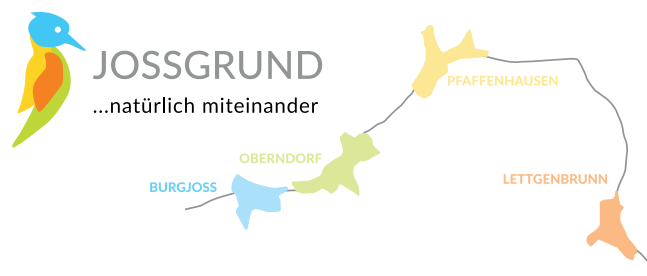 JOSSGRUND
...natürlich miteinander
PFAFFENHAUSEN
OBERNDORF
BURGJOSS
LETTGENBRUNN